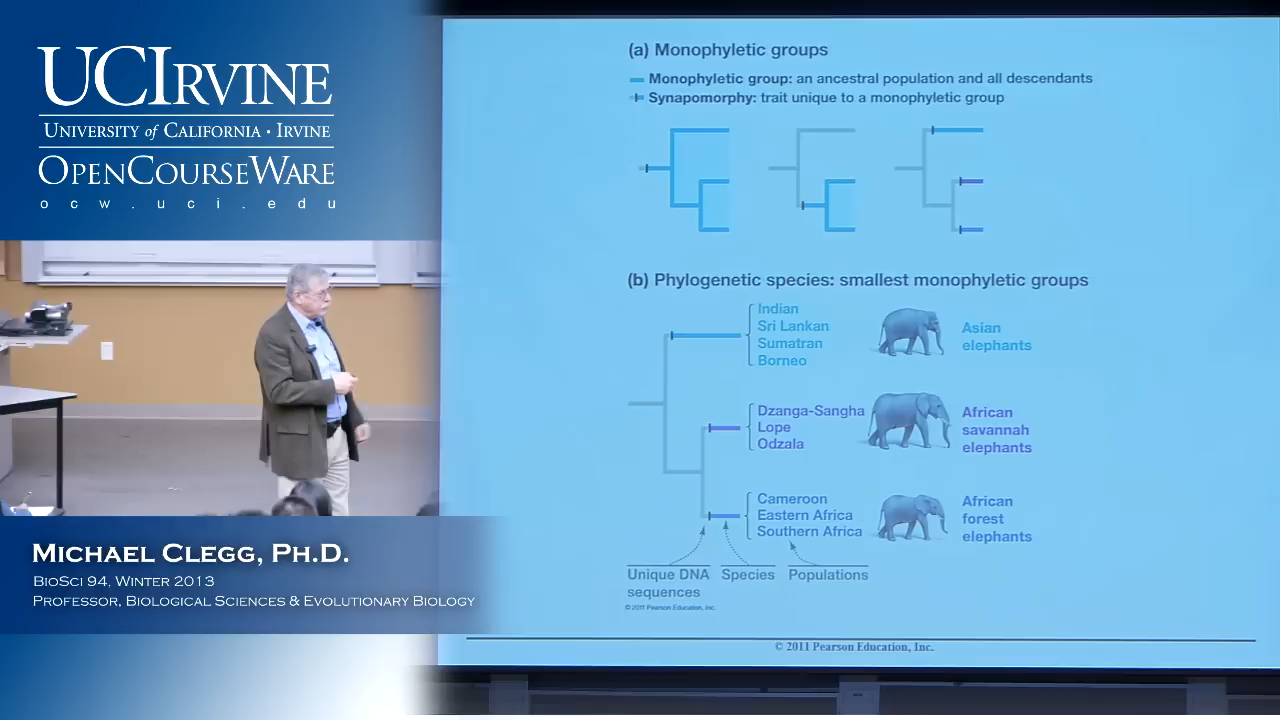 UCIRVINE
UNIVERSITY of CALIFORNIA · IRVINE
OPENCOURSEWARE
ocw.uci.edu
MICHAEL CLEGG, PH.D.
BIOSCI 94, WINTER 2013
PROFESSOR, BIOLOGICAL SCIENCES & EVOLUTIONARY BIOLOGY
(a) Monophyletic groups
Monophyletic group: an ancestral population and all descendants
Synapomorphy: trait unique to a monophyletic group
(b) Phylogenetic species: smallest monophyletic groups
Indian
Sri Lankan
Sumatran
Borneo
Asian
elephants
Dzanga-Sangha
Lope
Odzala
African
savannah
elephants
Cameroon
Eastern Africa
Southern Africa
African
forest
elephants
Unique DNA
sequences
Species
Populations
© 2011 Pearson Education, Inc.
© 2011 Pearson Education, Inc.